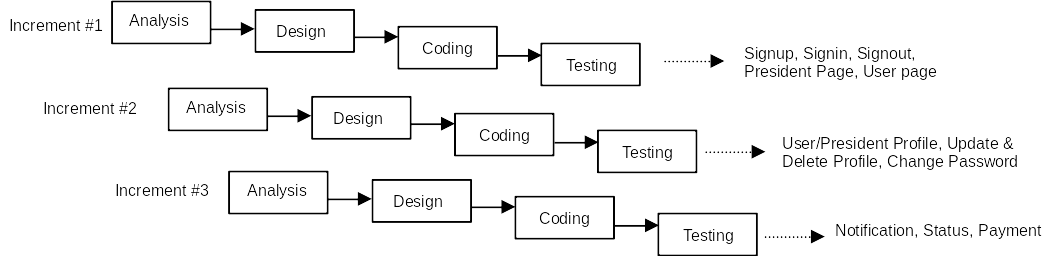 Increment #1
Analysis
Design
Coding
Testing
Signup, Signin, Signout,
President Page, User page
Increment #2
Analysis
Design
Coding
Testing
User/President Profile, Update &
Delete Profile, Change Password
Increment #3
Analysis
Design
Coding
Testing
Notification, Status, Payment